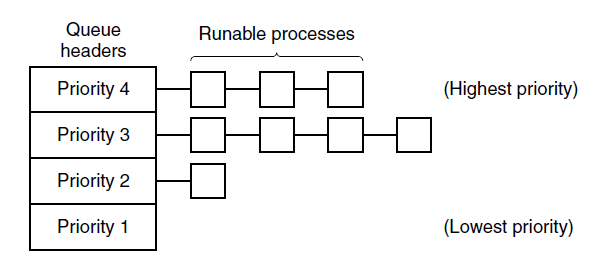 Queue
headers
Runable processes
Priority 4
(Highest priority)
Priority 3
Priority 2
Priority 1
(Lowest priority)